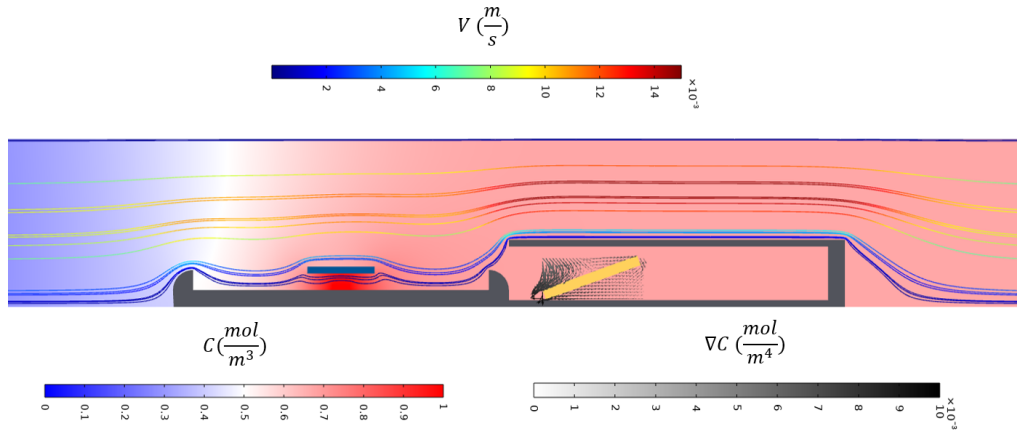 V (m/s)
2 4 6 8 10 12 14 ×10⁻³
C(mol/m³)
∇C (mol/m⁴)
0 0.1 0.2 0.3 0.4 0.5 0.6 0.7 0.8 0.9 1
0 1 2 3 4 5 6 7 8 9 10 ×10⁻³